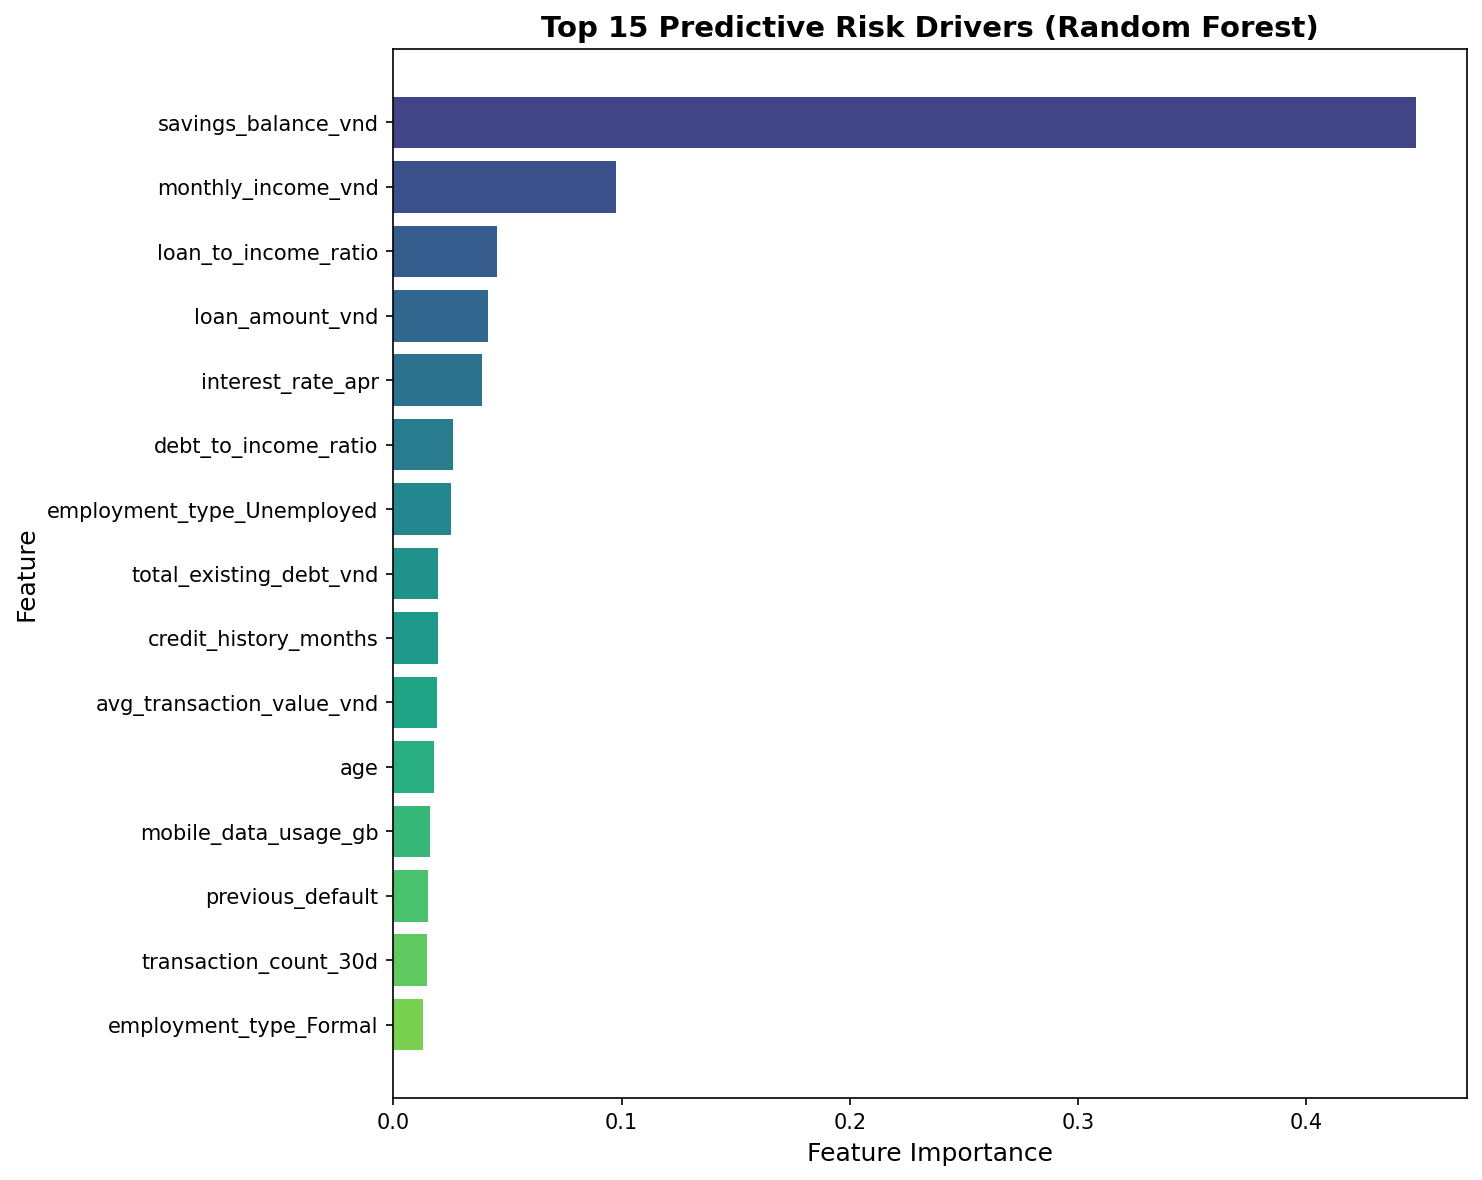 Top 15 Predictive Risk Drivers (Random Forest)
savings_balance_vnd
monthly_income_vnd
loan_to_income_ratio
loan_amount_vnd
interest_rate_apr
debt_to_income_ratio
employment_type_Unemployed
total_existing_debt_vnd
credit_history_months
avg_transaction_value_vnd
age
mobile_data_usage_gb
previous_default
transaction_count_30d
employment_type_Formal
Feature
0.0 0.1 0.2 0.3 0.4
Feature Importance